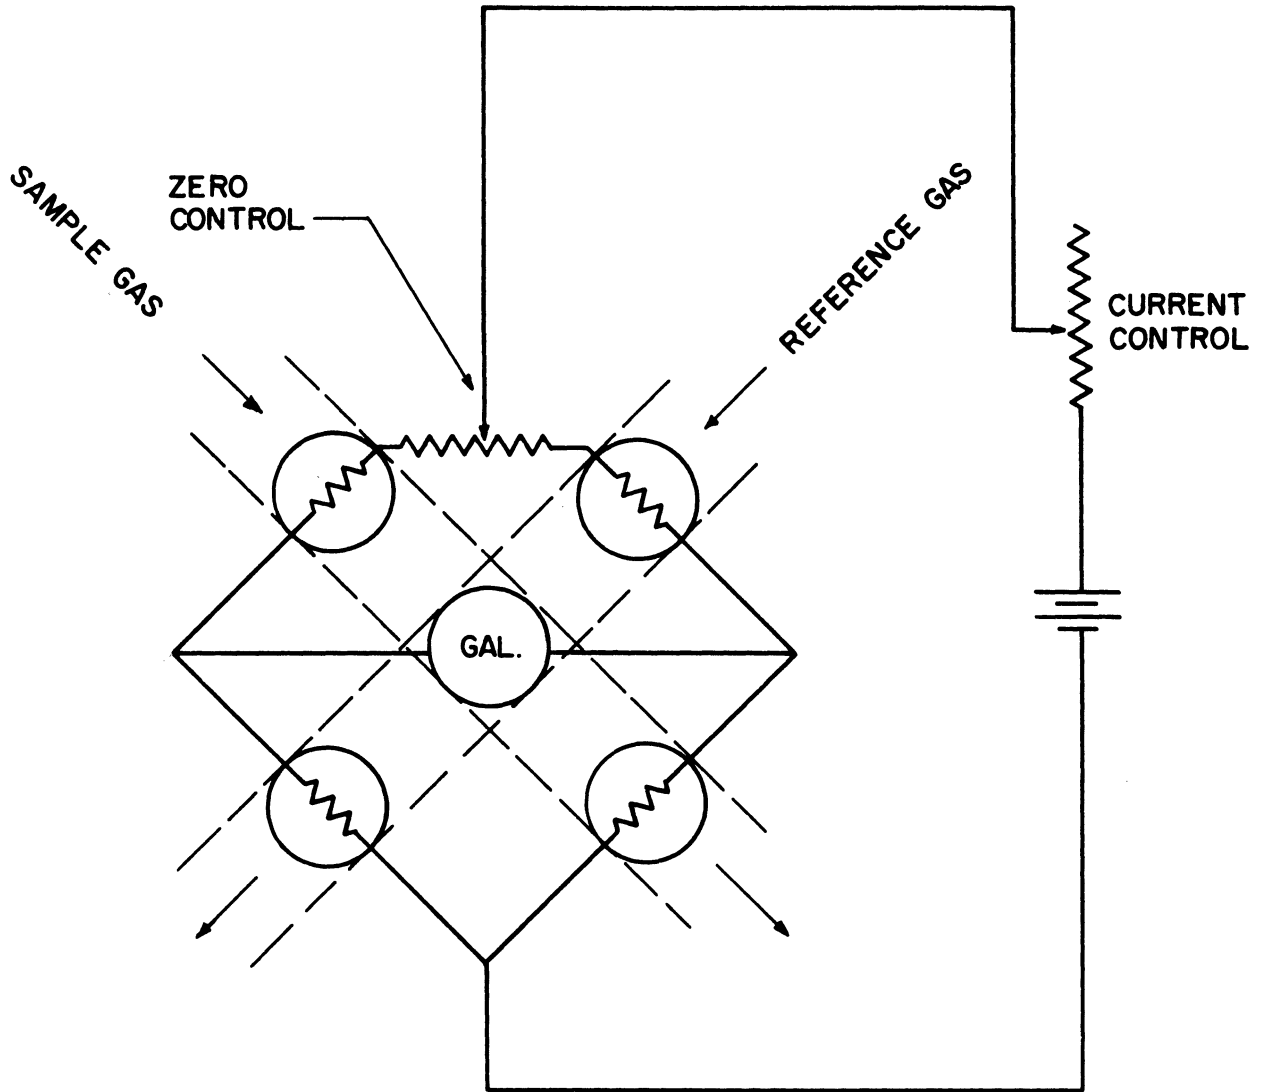 SAMPLE GAS
ZERO
CONTROL
REFERENCE GAS
CURRENT
CONTROL
GAL.